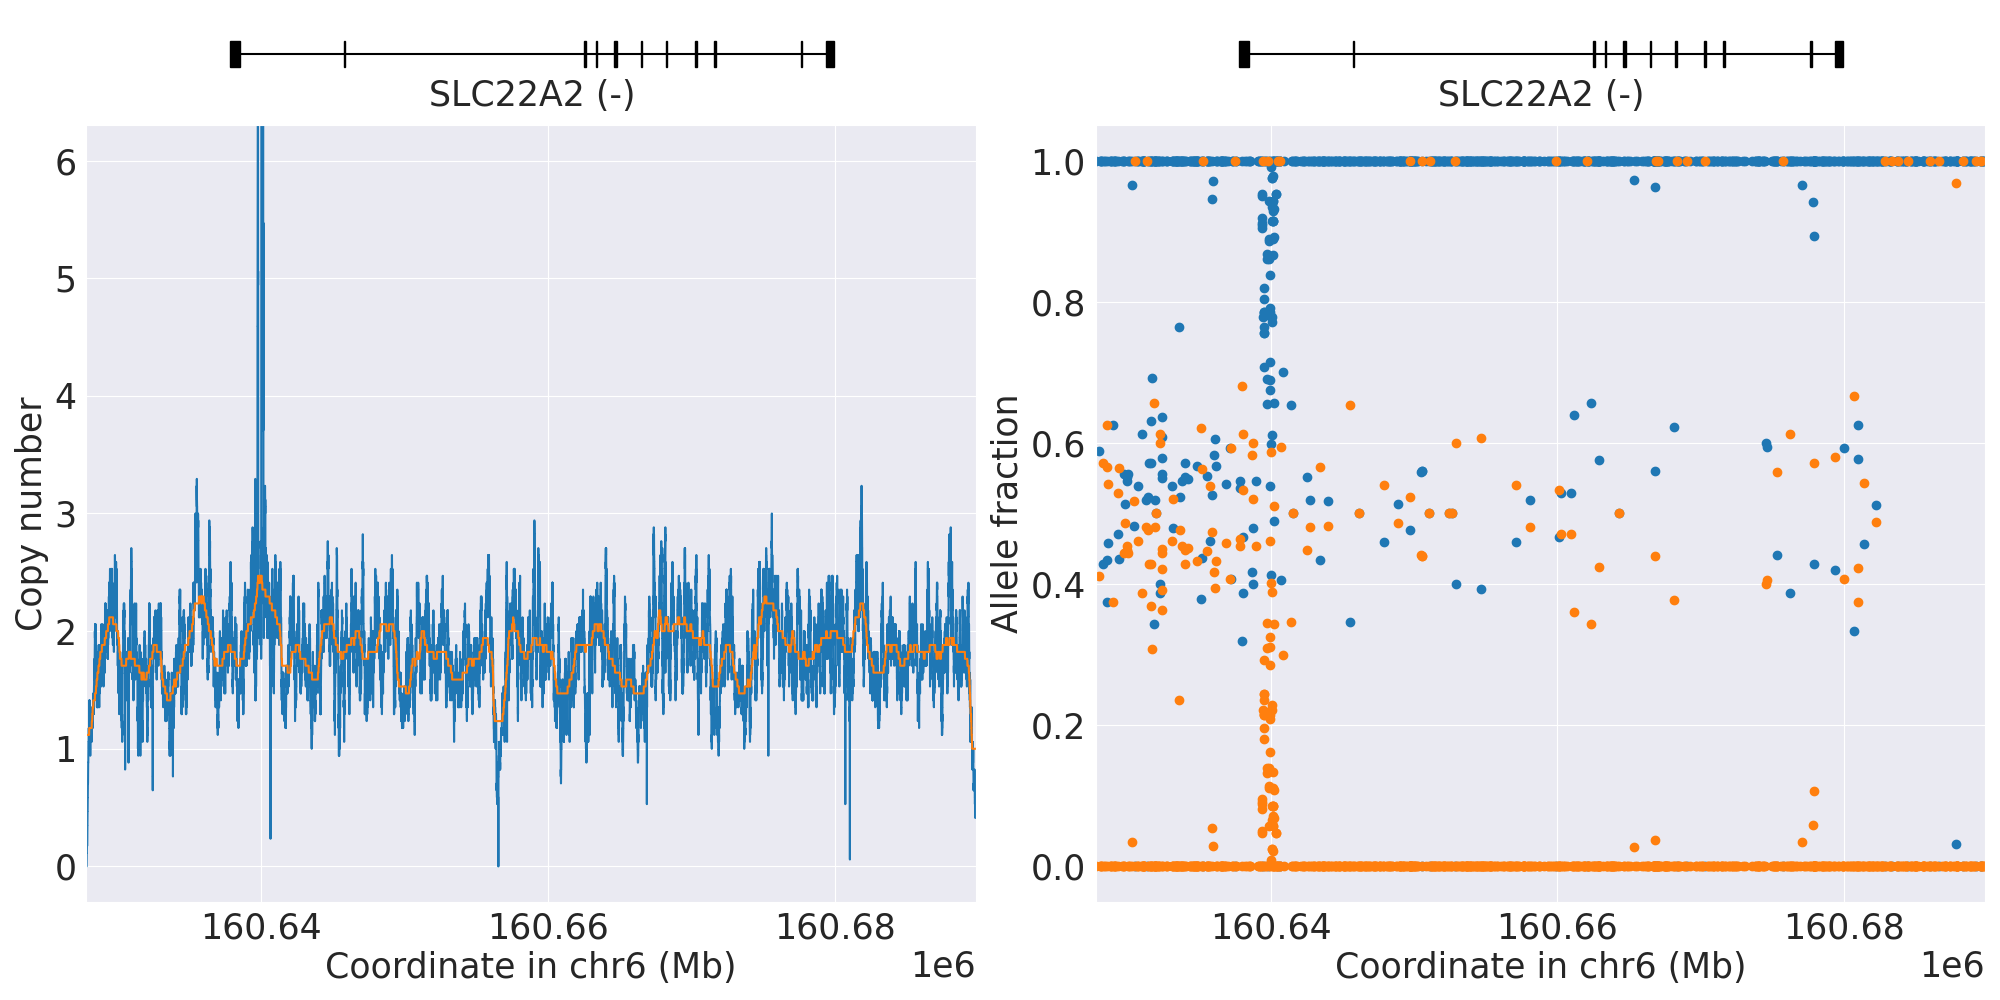 SLC22A2 (-)
6
5
4
3
2
1
0
Copy number
160.64
160.66
160.68
Coordinate in chr6 (Mb)
1e6
SLC22A2 (-)
1.0
0.8
0.6
0.4
0.2
0.0
Allele fraction
160.64
160.66
160.68
Coordinate in chr6 (Mb)
1e6